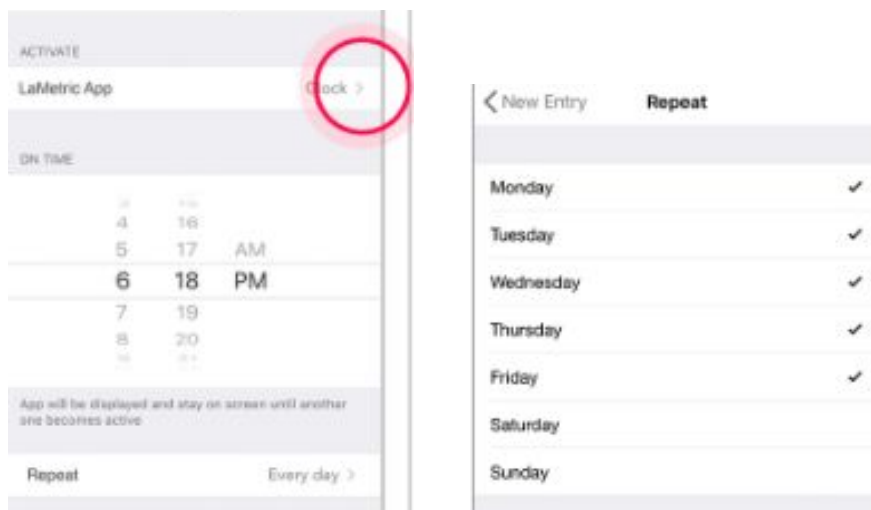 ACTIVATE
LaMetric App Clock >
ON TIME
4 16
5 17 AM
6 18 PM
7 19
8 20
App will be displayed and stay on screen until another
one becomes active
Repeat Every day >
< New Entry Repeat
Monday ✓
Tuesday ✓
Wednesday ✓
Thursday ✓
Friday ✓
Saturday
Sunday